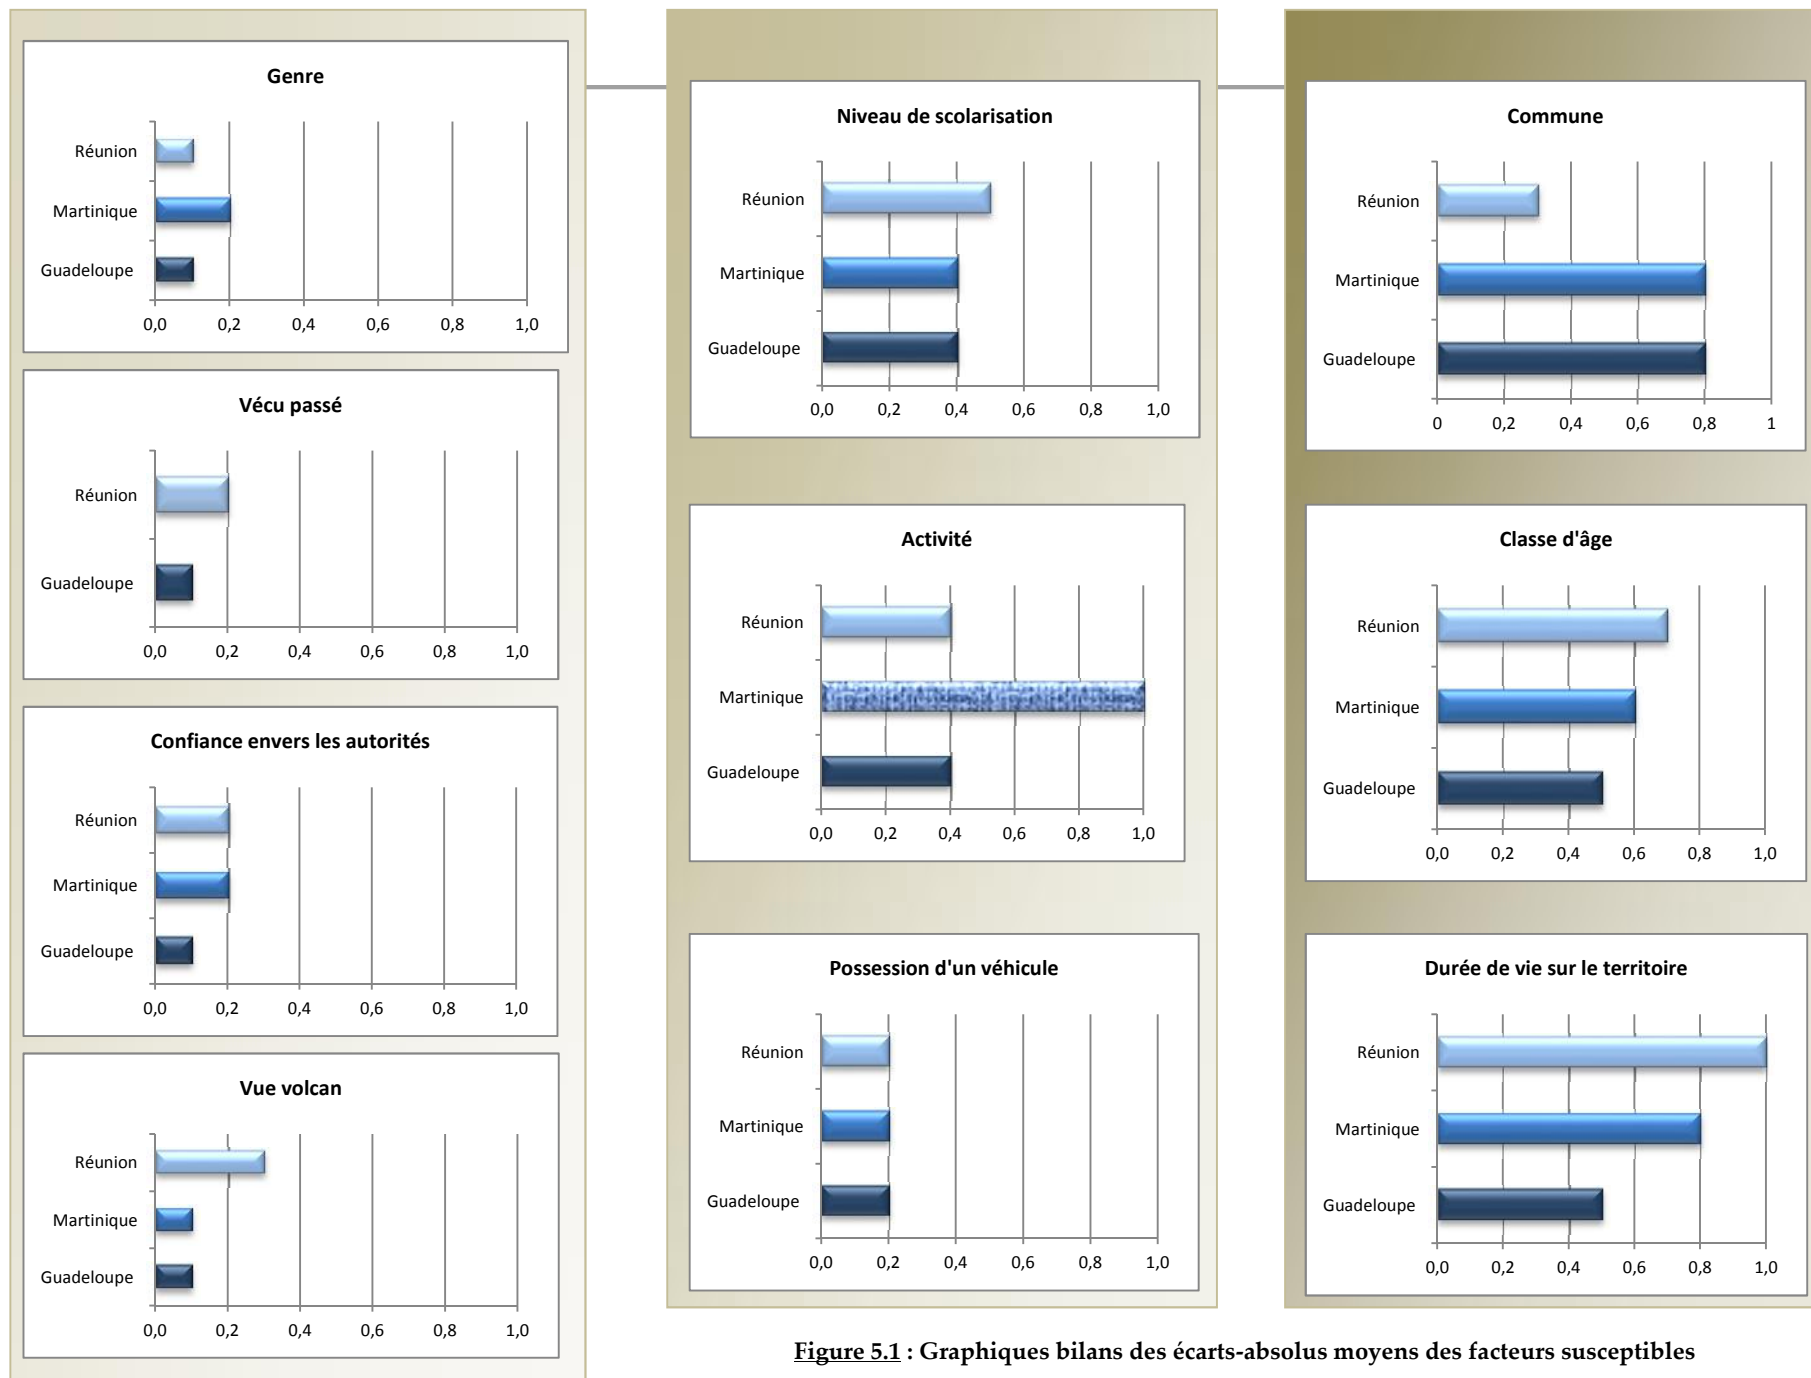 Genre
Réunion
Martinique
Guadeloupe
0,0 0,2 0,4 0,6 0,8 1,0
Vécu passé
Réunion
Guadeloupe
0,0 0,2 0,4 0,6 0,8 1,0
Confiance envers les autorités
Réunion
Martinique
Guadeloupe
0,0 0,2 0,4 0,6 0,8 1,0
Vue volcan
Réunion
Martinique
Guadeloupe
0,0 0,2 0,4 0,6 0,8 1,0
Niveau de scolarisation
Réunion
Martinique
Guadeloupe
0,0 0,2 0,4 0,6 0,8 1,0
Activité
Réunion
Martinique
Guadeloupe
0,0 0,2 0,4 0,6 0,8 1,0
Possession d'un véhicule
Réunion
Martinique
Guadeloupe
0,0 0,2 0,4 0,6 0,8 1,0
Commune
Réunion
Martinique
Guadeloupe
0 0,2 0,4 0,6 0,8 1
Classe d'âge
Réunion
Martinique
Guadeloupe
0,0 0,2 0,4 0,6 0,8 1,0
Durée de vie sur le territoire
Réunion
Martinique
Guadeloupe
0,0 0,2 0,4 0,6 0,8 1,0
Figure 5.1 : Graphiques bilans des écarts-absolus moyens des facteurs susceptibles